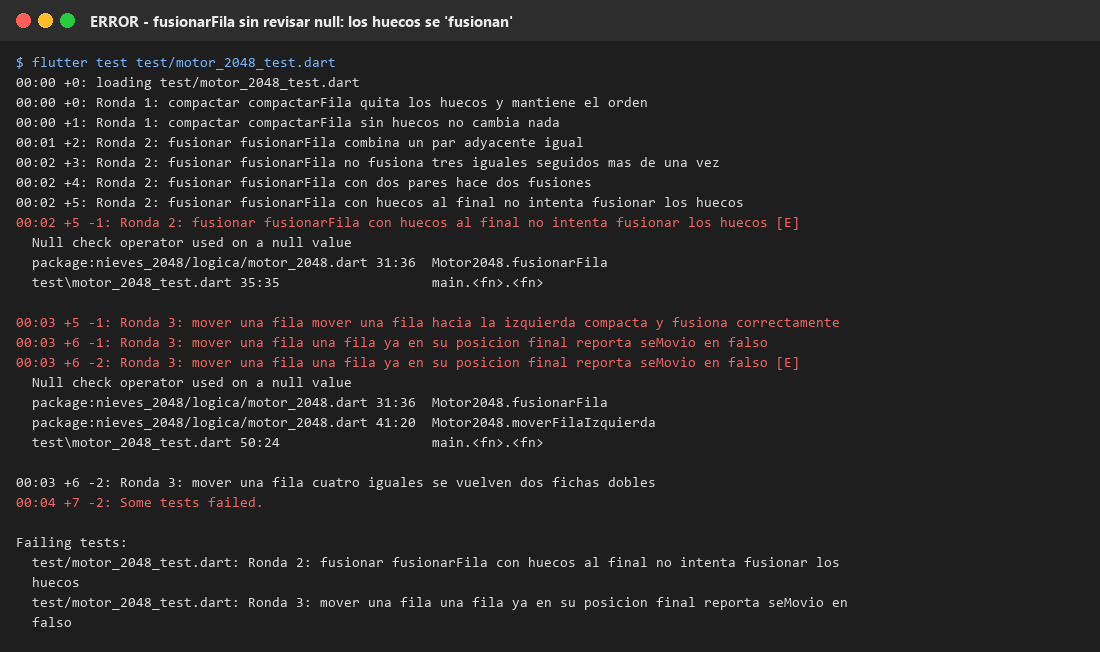 ERROR - fusionarFila sin revisar null: los huecos se 'fusionan'
$ flutter test test/motor_2048_test.dart
00:00 +0: loading test/motor_2048_test.dart
00:00 +0: Ronda 1: compactar compactarFila quita los huecos y mantiene el orden
00:00 +1: Ronda 1: compactar compactarFila sin huecos no cambia nada
00:01 +2: Ronda 2: fusionar fusionarFila combina un par adyacente igual
00:02 +3: Ronda 2: fusionar fusionarFila no fusiona tres iguales seguidos mas de una vez
00:02 +4: Ronda 2: fusionar fusionarFila con dos pares hace dos fusiones
00:02 +5: Ronda 2: fusionar fusionarFila con huecos al final no intenta fusionar los huecos
00:02 +5 -1: Ronda 2: fusionar fusionarFila con huecos al final no intenta fusionar los huecos [E]
Null check operator used on a null value
package:nieves_2048/logica/motor_2048.dart 31:36  Motor2048.fusionarFila
test\motor_2048_test.dart 35:35                   main.<fn>.<fn>
00:03 +5 -1: Ronda 3: mover una fila mover una fila hacia la izquierda compacta y fusiona correctamente
00:03 +6 -1: Ronda 3: mover una fila una fila ya en su posicion final reporta seMovio en falso
00:03 +6 -2: Ronda 3: mover una fila una fila ya en su posicion final reporta seMovio en falso [E]
Null check operator used on a null value
package:nieves_2048/logica/motor_2048.dart 31:36  Motor2048.fusionarFila
package:nieves_2048/logica/motor_2048.dart 41:20  Motor2048.moverFilaIzquierda
test\motor_2048_test.dart 50:24                   main.<fn>.<fn>
00:03 +6 -2: Ronda 3: mover una fila cuatro iguales se vuelven dos fichas dobles
00:04 +7 -2: Some tests failed.
Failing tests:
test/motor_2048_test.dart: Ronda 2: fusionar fusionarFila con huecos al final no intenta fusionar los
huecos
test/motor_2048_test.dart: Ronda 3: mover una fila una fila ya en su posicion final reporta seMovio en
falso